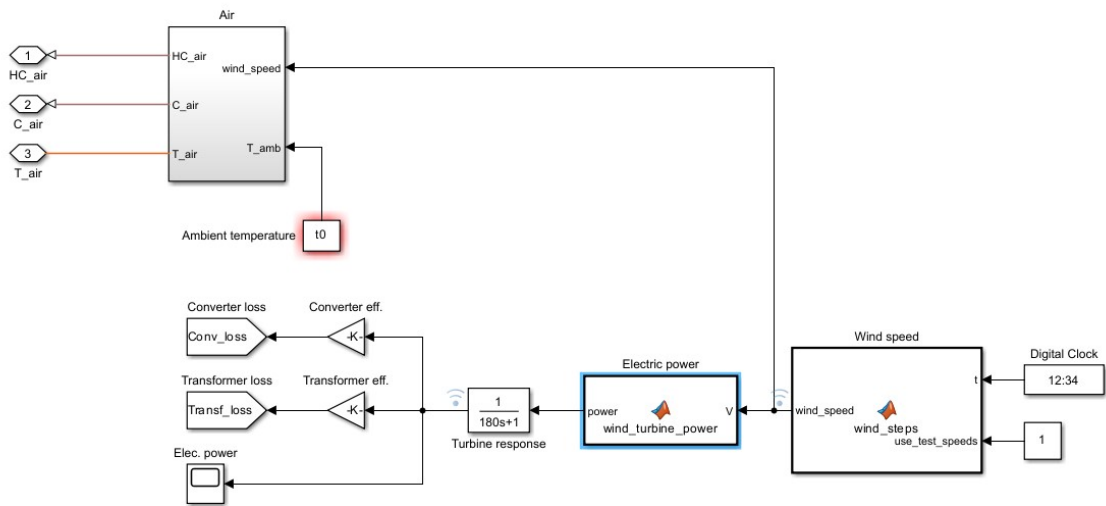 Air
1
HC_air
HC_air
wind_speed
2
C_air
C_air
3
T_air
T_air
T_amb
Ambient temperature
t0
Converter loss
Converter eff.
Conv_loss
-K-
Wind speed
Electric power
Digital Clock
Transformer loss
Transformer eff.
t
12:34
Transf_loss
-K-
1
180s+1
power
V
wind_turbine_power
wind_speed
wind_steps
Turbine response
use_test_speeds
1
Elec. power